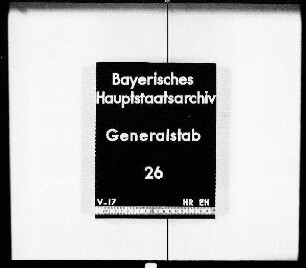 Bayerisches
Hauptstaatsarchiv
Generalstab
26
V-17 HR EH